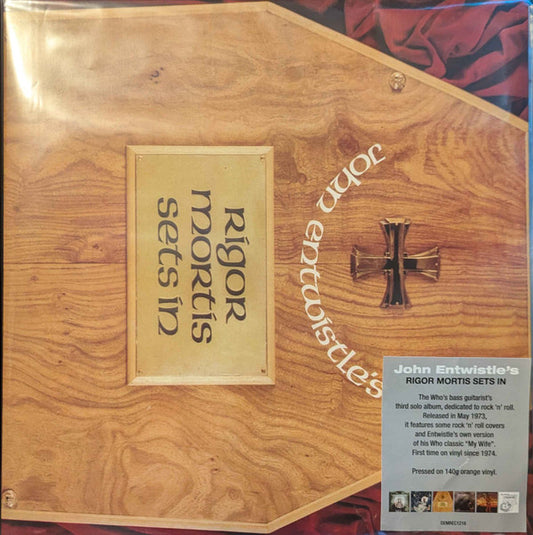 John Entwistle's
Rigor
Mortis
Sets in
John Entwistle's
RIGOR MORTIS SETS IN
The Who's bass guitarist's
third solo album, dedicated to rock 'n' roll.
Released in May 1973,
it features some rock 'n' roll covers
and Entwistle's own version
of his Who classic "My Wife".
First time on vinyl since 1974.
Pressed on 140g orange vinyl.
DEMREC1216